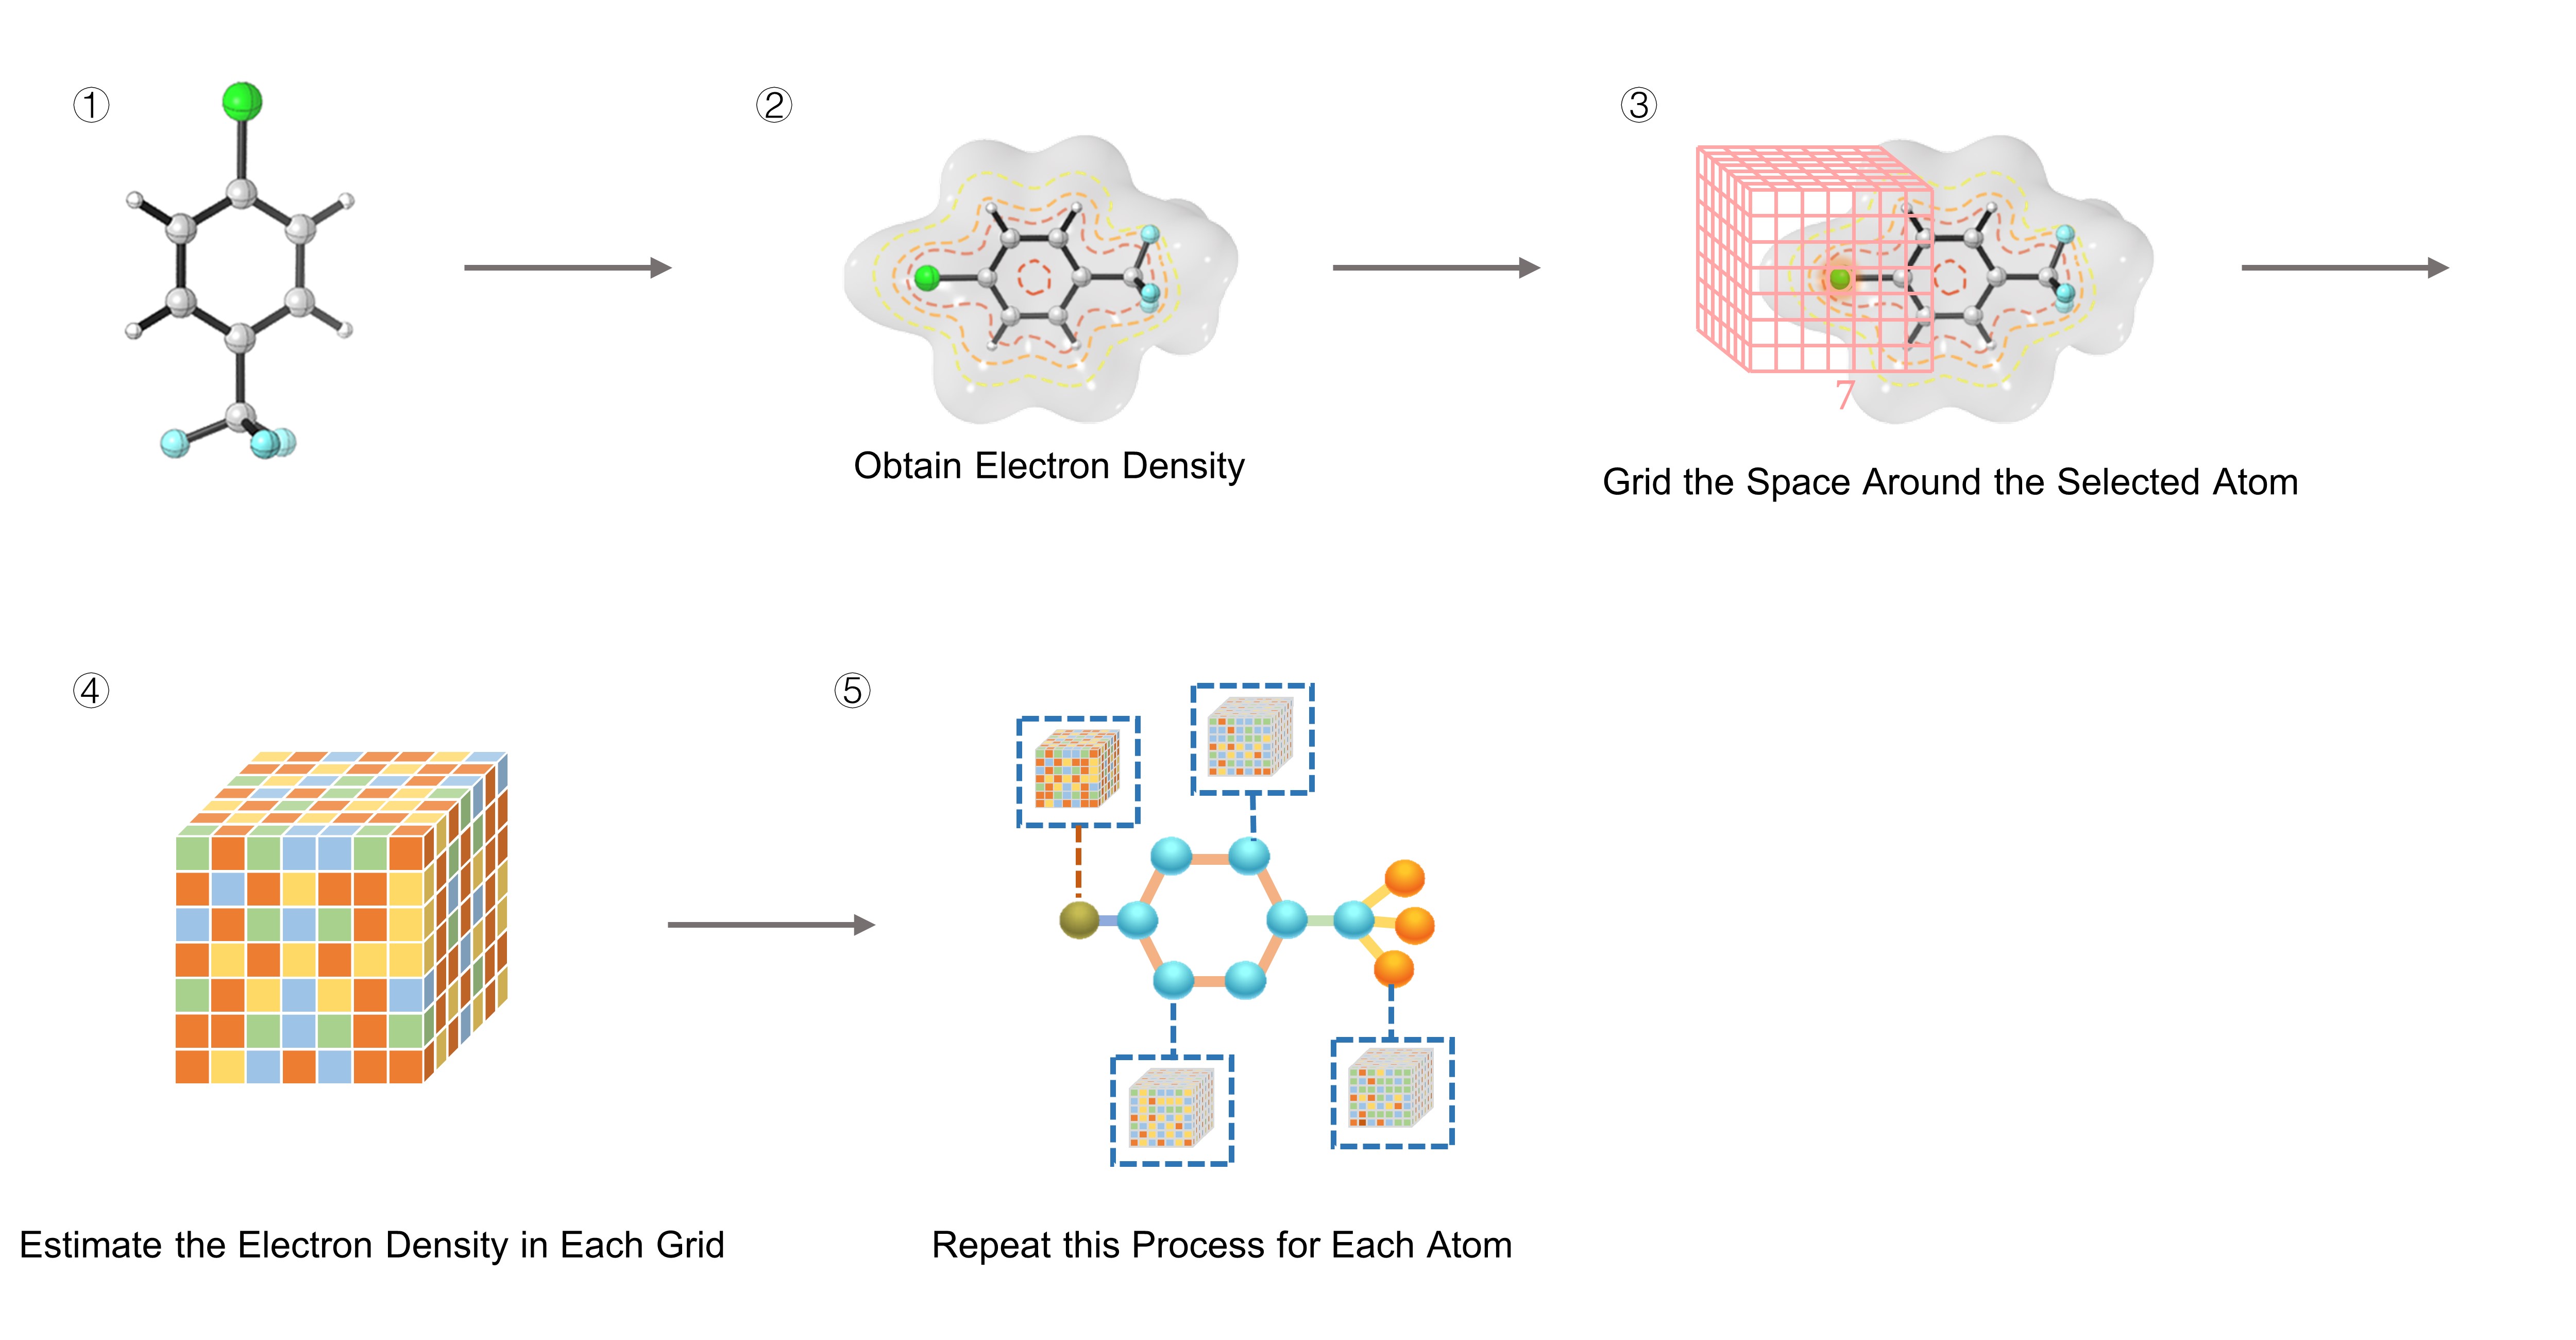 ①
②
③
7
Obtain Electron Density
Grid the Space Around the Selected Atom
④
⑤
Estimate the Electron Density in Each Grid
Repeat this Process for Each Atom